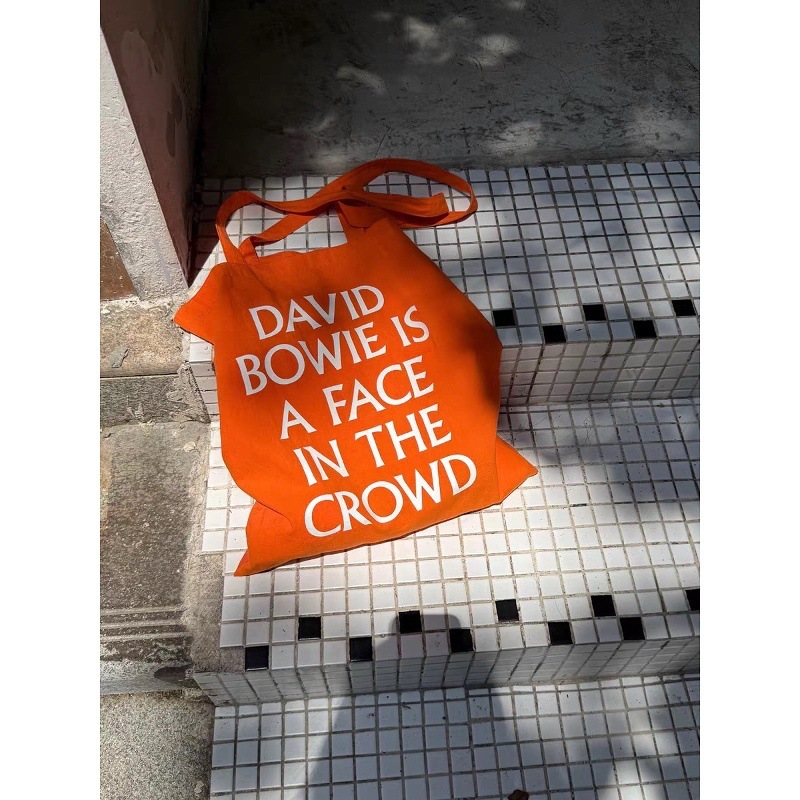 DAVID
BOWIE IS
A FACE
IN THE
CROWD